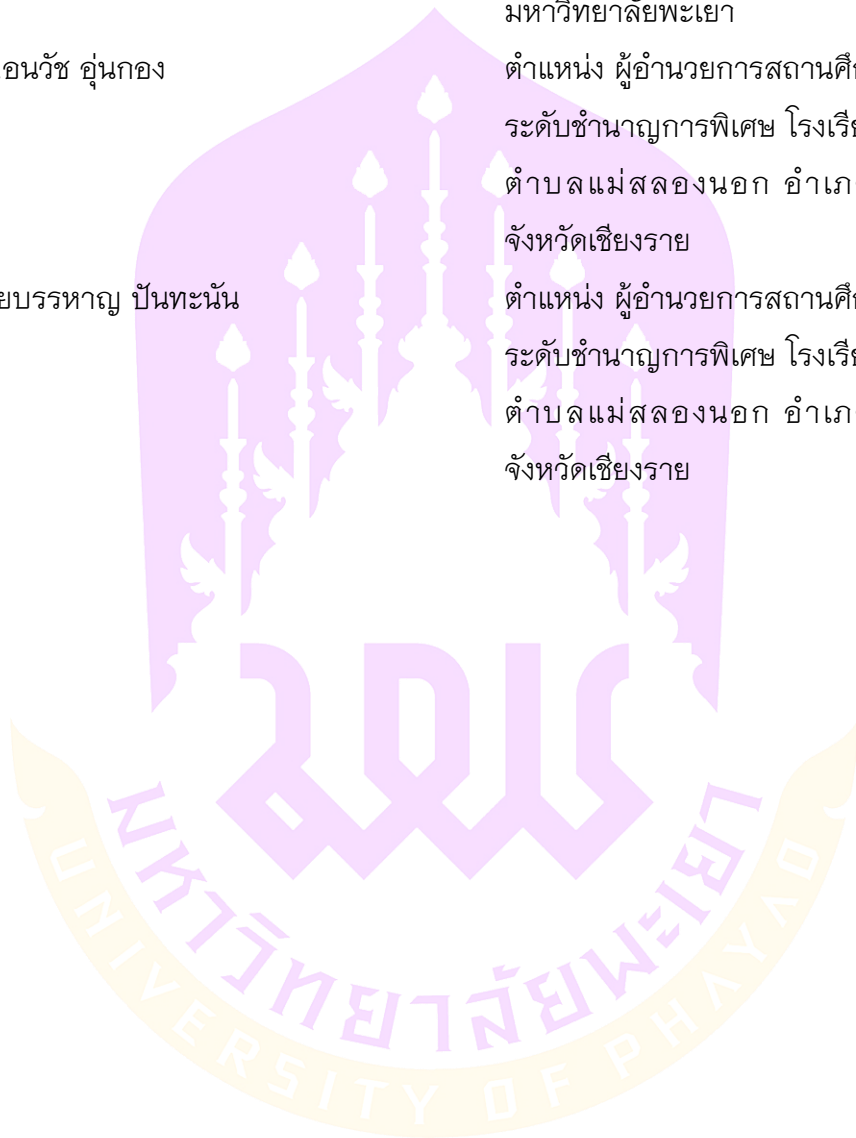 มหาวิทยาลัยพะเยา
อนวัช อุ่นกอง
ตำแหน่ง ผู้อำนวยการสถานศึ
ระดับชำนาญการพิเศษ โรงเรี
ตำบลแม่สลองนอก อำเภ
จังหวัดเชียงราย
ยบรรหาญ ปันทะนัน
ตำแหน่ง ผู้อำนวยการสถานศึ
ระดับชำนาญการพิเศษ โรงเรี
ตำบลแม่สลองนอก อำเภ
จังหวัดเชียงราย
มหาวิทยาลัยพะเยา
UNIVERSITY OF PHAYAO